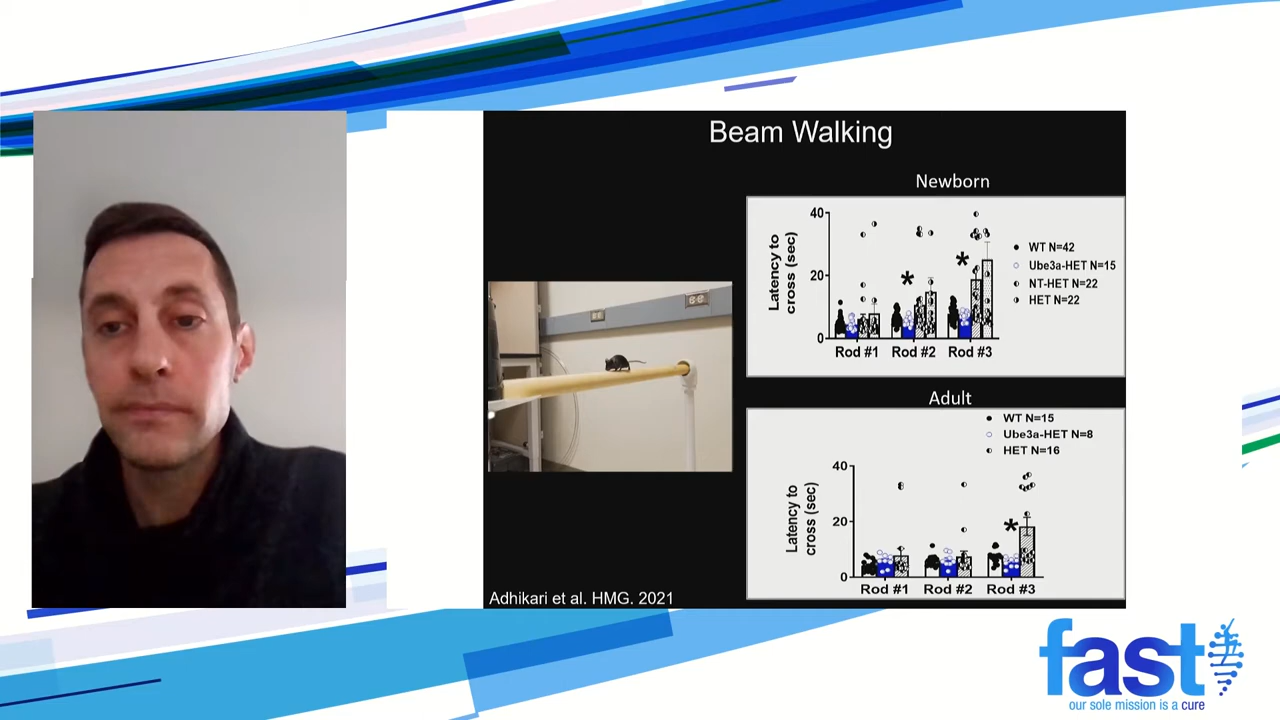 Beam Walking
Newborn
Latency to
cross (sec)
40
20
0
*
*
Rod #1
Rod #2
Rod #3
WT N=42
Ube3a-HET N=15
NT-HET N=22
HET N=22
Adult
WT N=15
Ube3a-HET N=8
HET N=16
Latency to
cross (sec)
40
20
0
*
Rod #1
Rod #2
Rod #3
Adhikari et al. HMG. 2021
fast
our sole mission is a cure